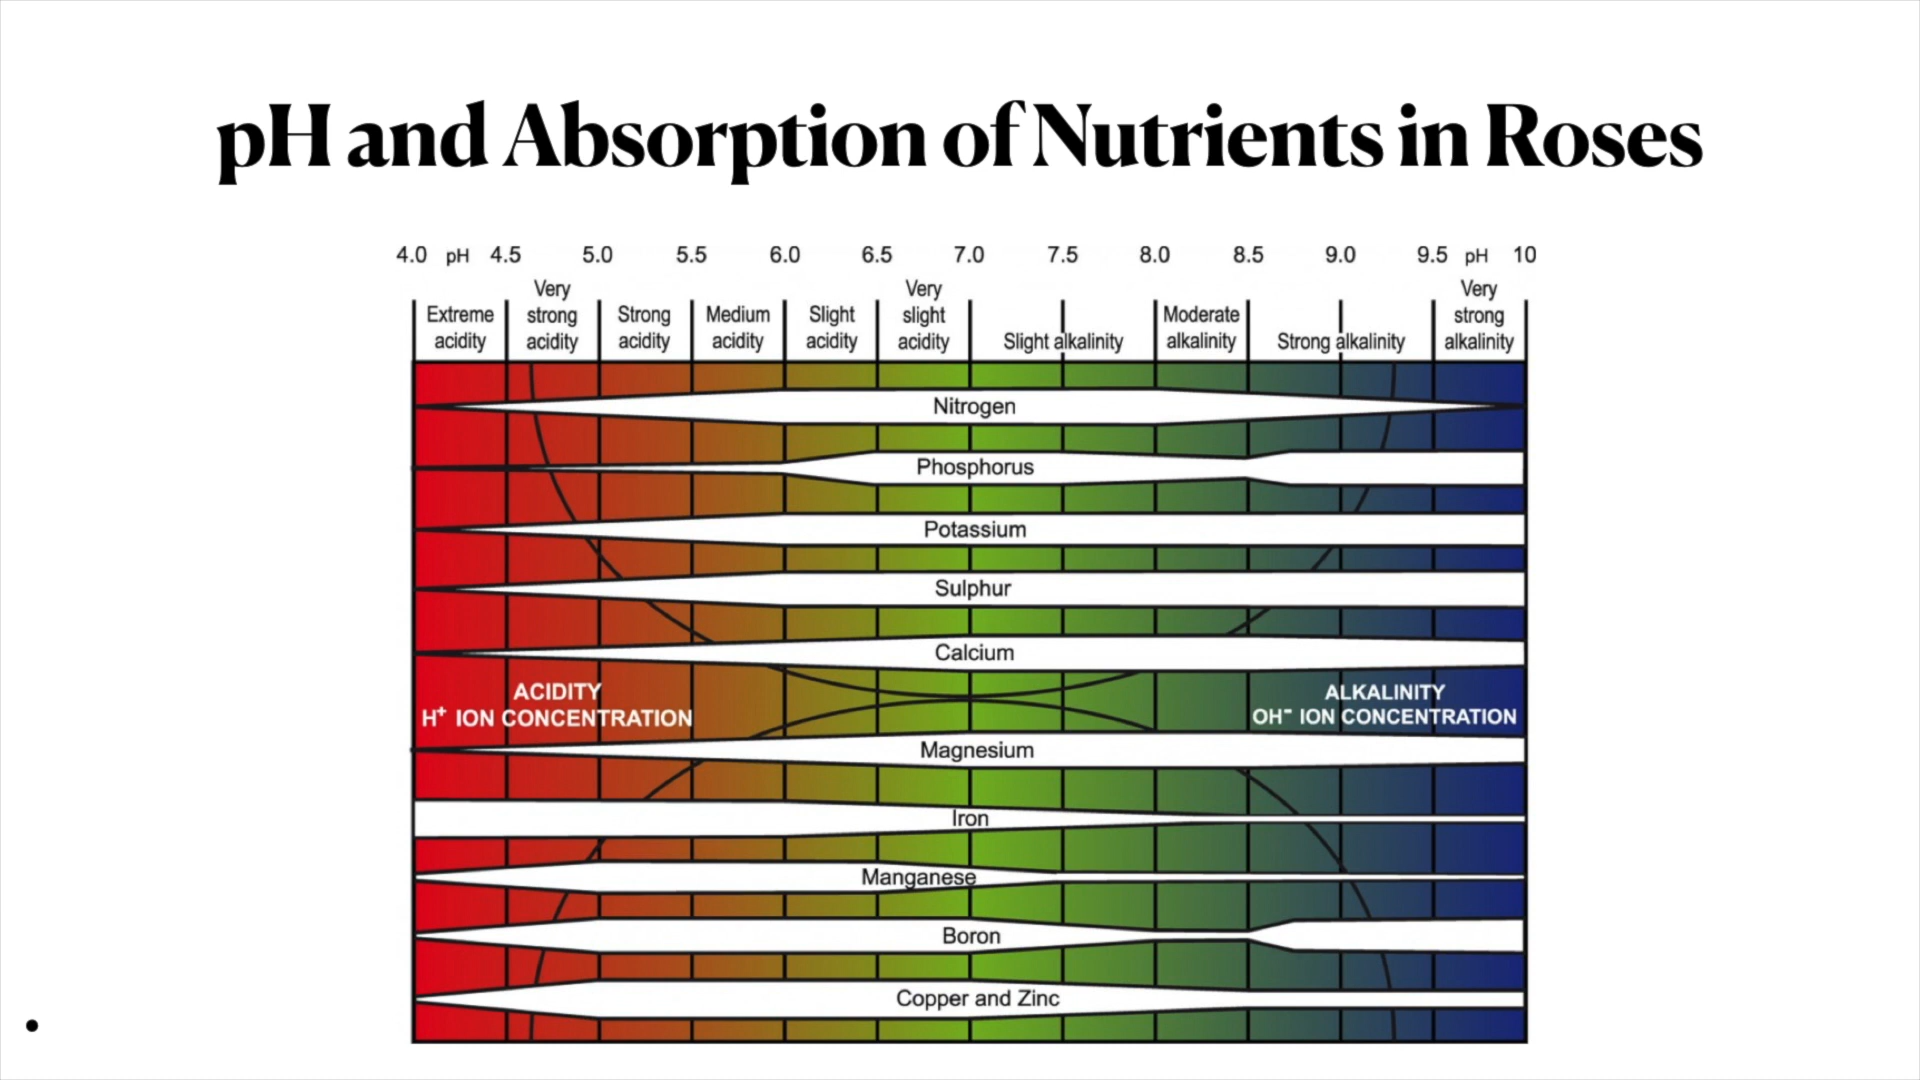 pH and Absorption of Nutrients in Roses
4.0 pH 4.5 5.0 5.5 6.0 6.5 7.0 7.5 8.0 8.5 9.0 9.5 pH 10
Extreme
acidity
Very
strong
acidity
Strong
acidity
Medium
acidity
Slight
acidity
Very
slight
acidity
Slight alkalinity
Moderate
alkalinity
Strong alkalinity
Very
strong
alkalinity
Nitrogen
Phosphorus
Potassium
Sulphur
Calcium
ACIDITY
H⁺ ION CONCENTRATION
ALKALINITY
OH⁻ ION CONCENTRATION
Magnesium
Iron
Manganese
Boron
Copper and Zinc